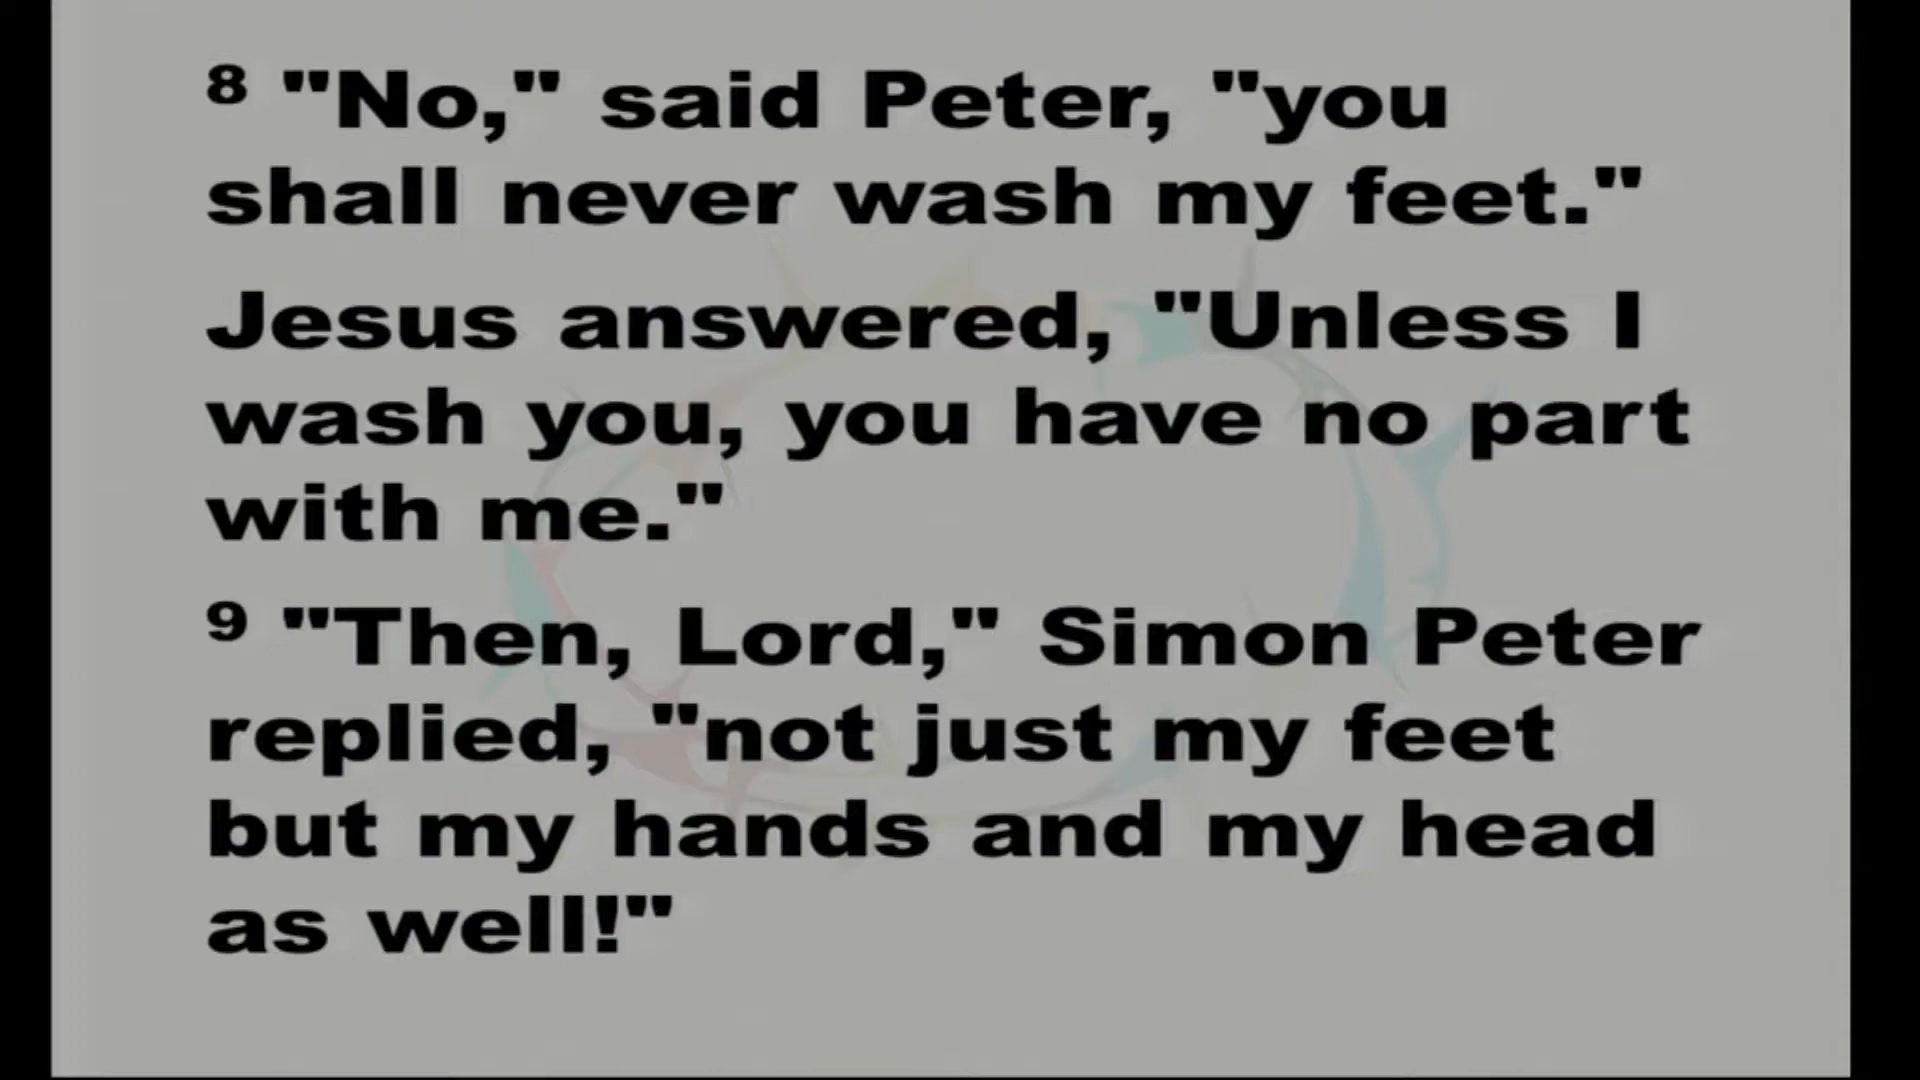 8 "No," said Peter, "you
shall never wash my feet."
Jesus answered, "Unless I
wash you, you have no part
with me."
9 "Then, Lord," Simon Peter
replied, "not just my feet
but my hands and my head
as well!"